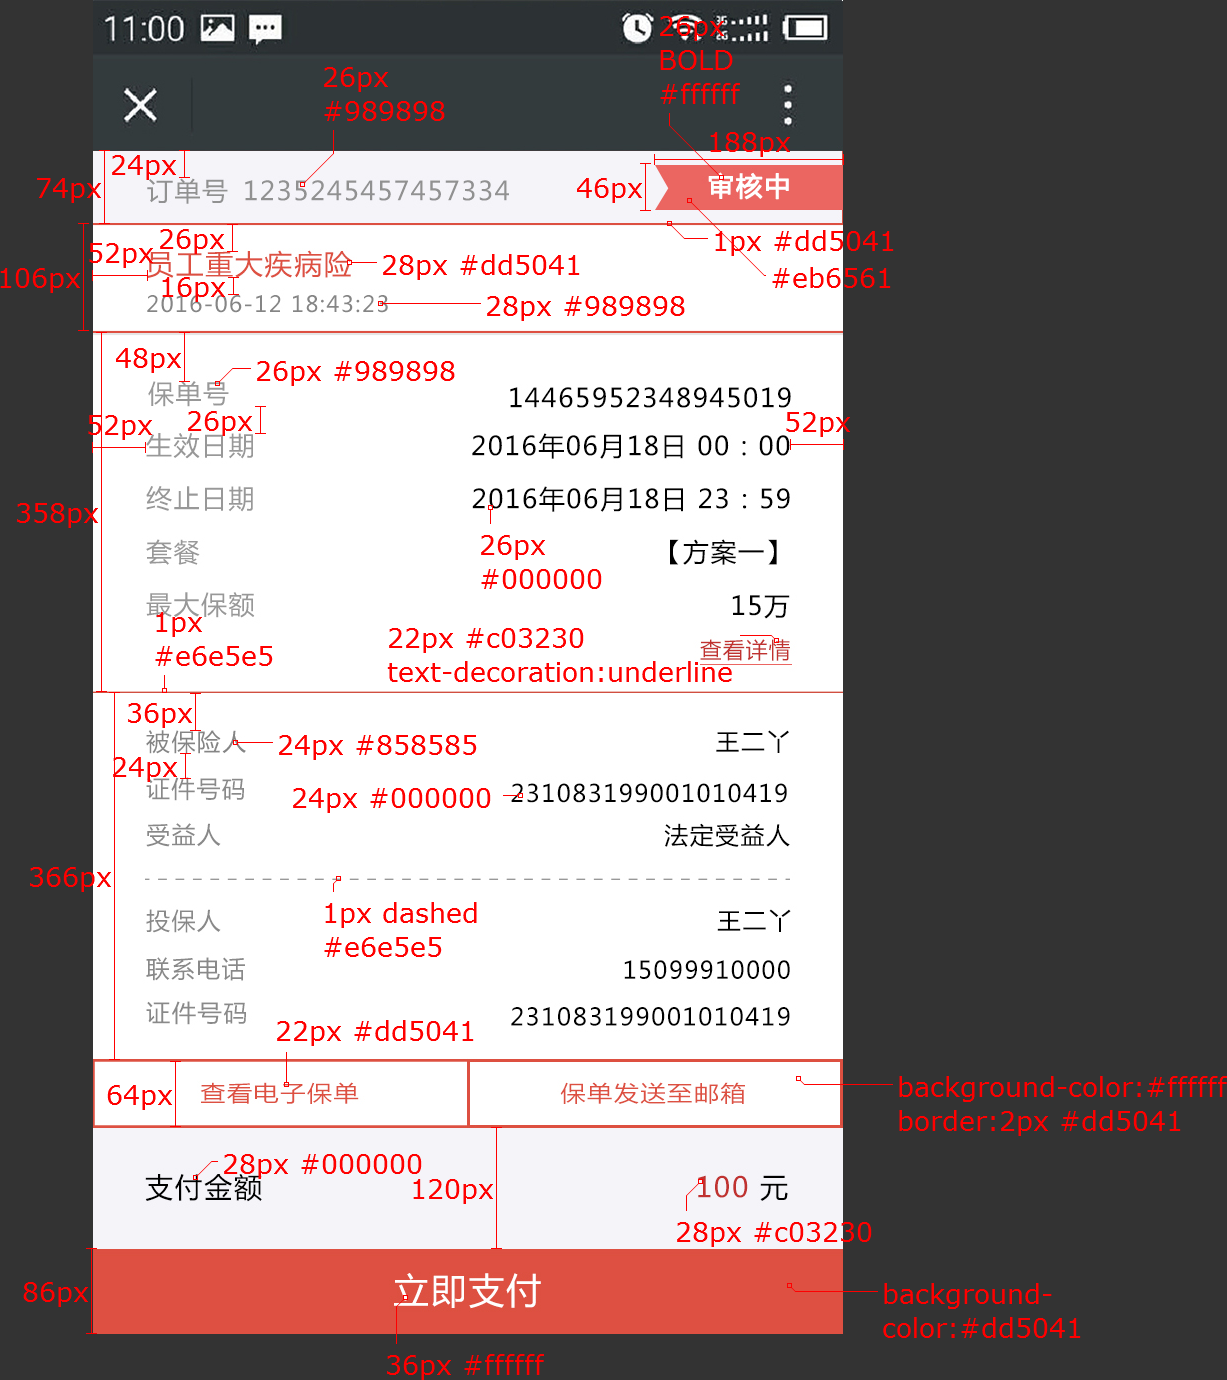 11:00
26px
BOLD
#ffffff
26px
#989898
188px
24px
74px
订单号 1235245457457334
46px
审核中
1px #dd5041
#eb6561
26px
52px
106px
员工重大疾病险
28px #dd5041
16px
2016-06-12 18:43:23
28px #989898
48px
26px #989898
保单号
14465952348945019
26px
52px
52px
生效日期
2016年06月18日 00：00
358px
终止日期
2016年06月18日 23：59
26px
#000000
套餐
【方案一】
最大保额
15万
1px
#e6e5e5
22px #c03230
text-decoration:underline
查看详情
36px
被保险人
24px #858585
王二丫
24px
证件号码
24px #000000
231083199001010419
受益人
法定受益人
366px
1px dashed
#e6e5e5
投保人
王二丫
联系电话
15099910000
证件号码
231083199001010419
22px #dd5041
64px
查看电子保单
保单发送至邮箱
background-color:#ffffff
border:2px #dd5041
28px #000000
支付金额
120px
100 元
28px #c03230
86px
立即支付
background-
color:#dd5041
36px #ffffff